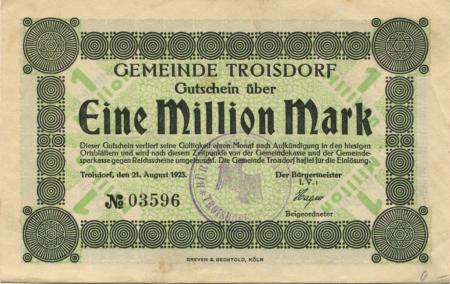 GEMEINDE TROISDORF
Gutschein über
Eine Million Mark
Dieser Gutschein verliert seine Gültigkeit einen Monat nach Aufkündigung in den hiesigen
Ortsblättern und wird nach diesem Zeitpunkte von der Gemeindekasse und der Gemeinde-
sparkasse gegen Reichsscheine umgetauscht. Die Gemeinde Troisdorf haftet für die Einlösung.
Troisdorf, den 21. August 1923. Der Bürgermeister
I. V.:
№ 03596
Beigeordneter
GREVEN & BECHTOLD, KÖLN